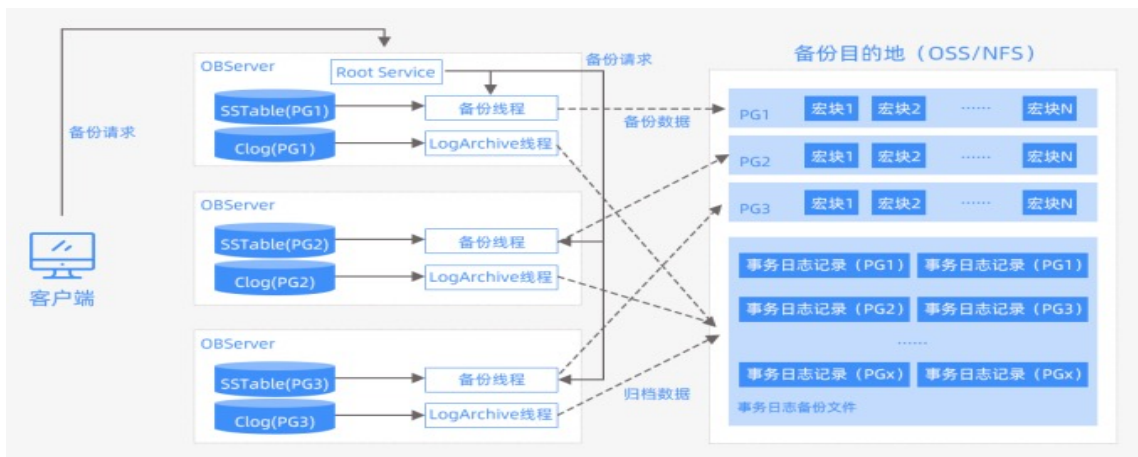 备份目的地（OSS/NFS）
OBServer
Root Service
备份请求
SSTable(PG1)
备份线程
备份数据
Clog(PG1)
LogArchive线程
备份请求
PG1 宏块1 宏块2 ...... 宏块N
PG2 宏块1 宏块2 ...... 宏块N
PG3 宏块1 宏块2 ...... 宏块N
OBServer
SSTable(PG2)
备份线程
Clog(PG2)
LogArchive线程
客户端
事务日志记录（PG1） 事务日志记录（PG1）
事务日志记录（PG2） 事务日志记录（PG3）
......
事务日志记录（PGx） 事务日志记录（PGx）
事务日志备份文件
OBServer
SSTable(PG3)
备份线程
归档数据
Clog(PG3)
LogArchive线程